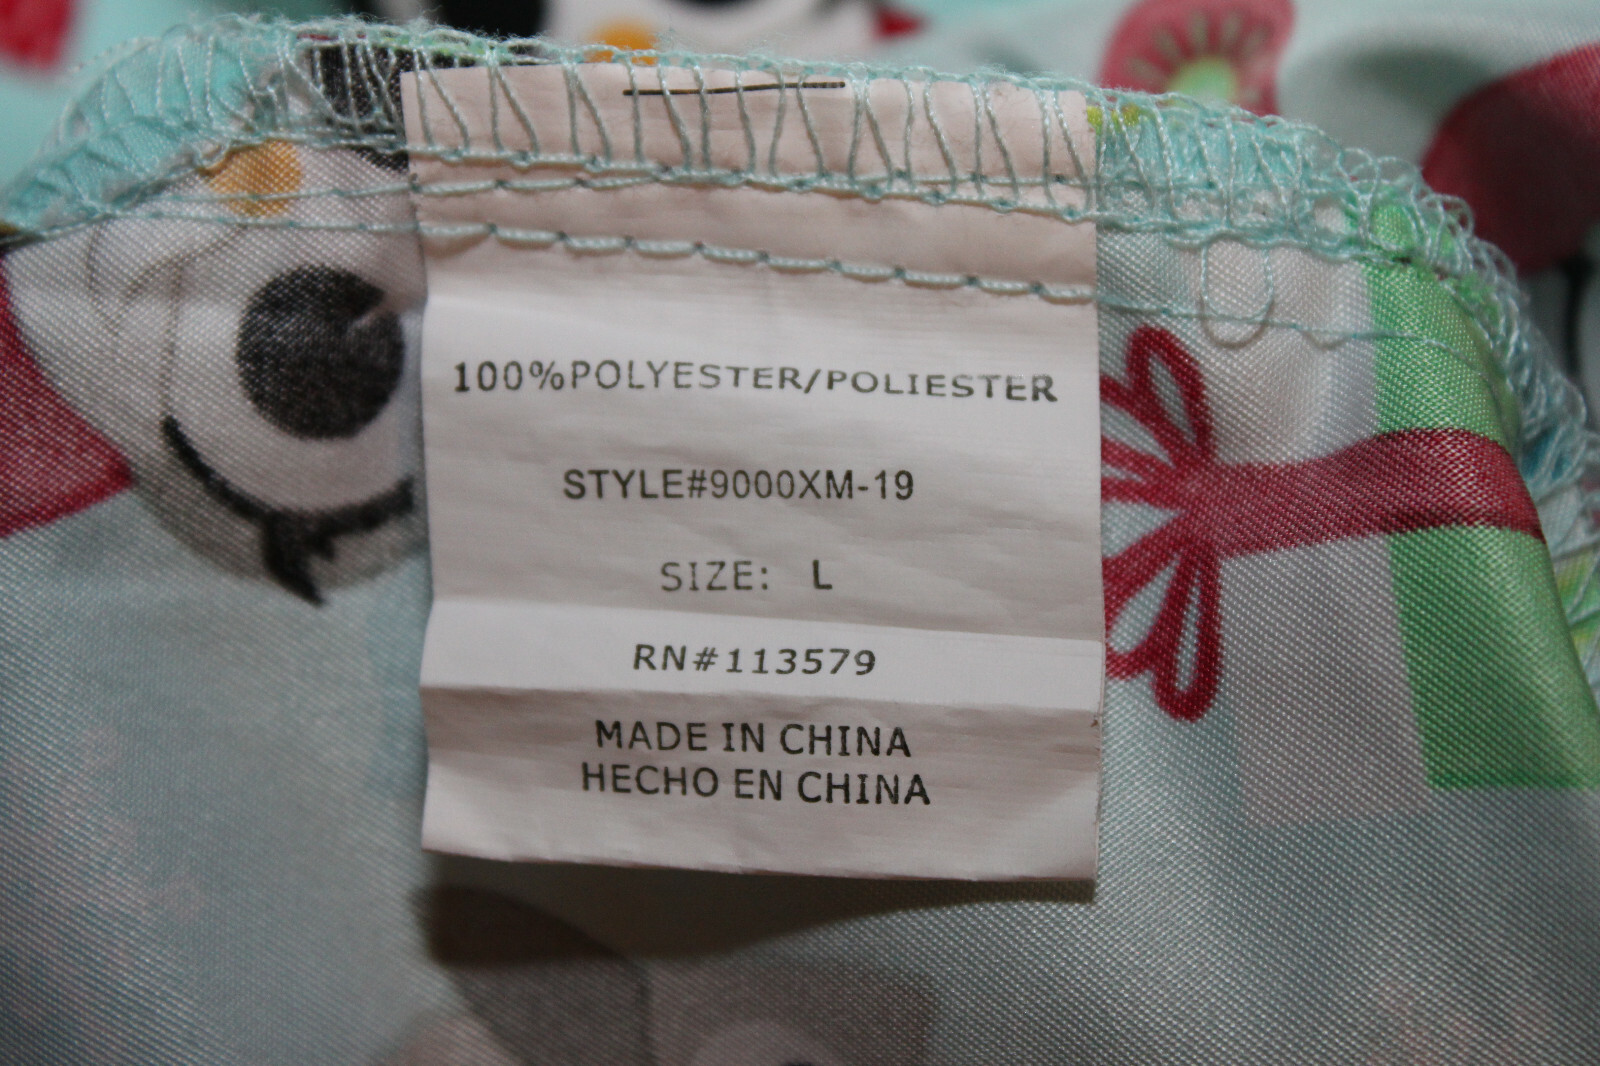 100%POLYESTER/POLIESTER
STYLE#9000XM-19
SIZE: L
RN#113579
MADE IN CHINA
HECHO EN CHINA